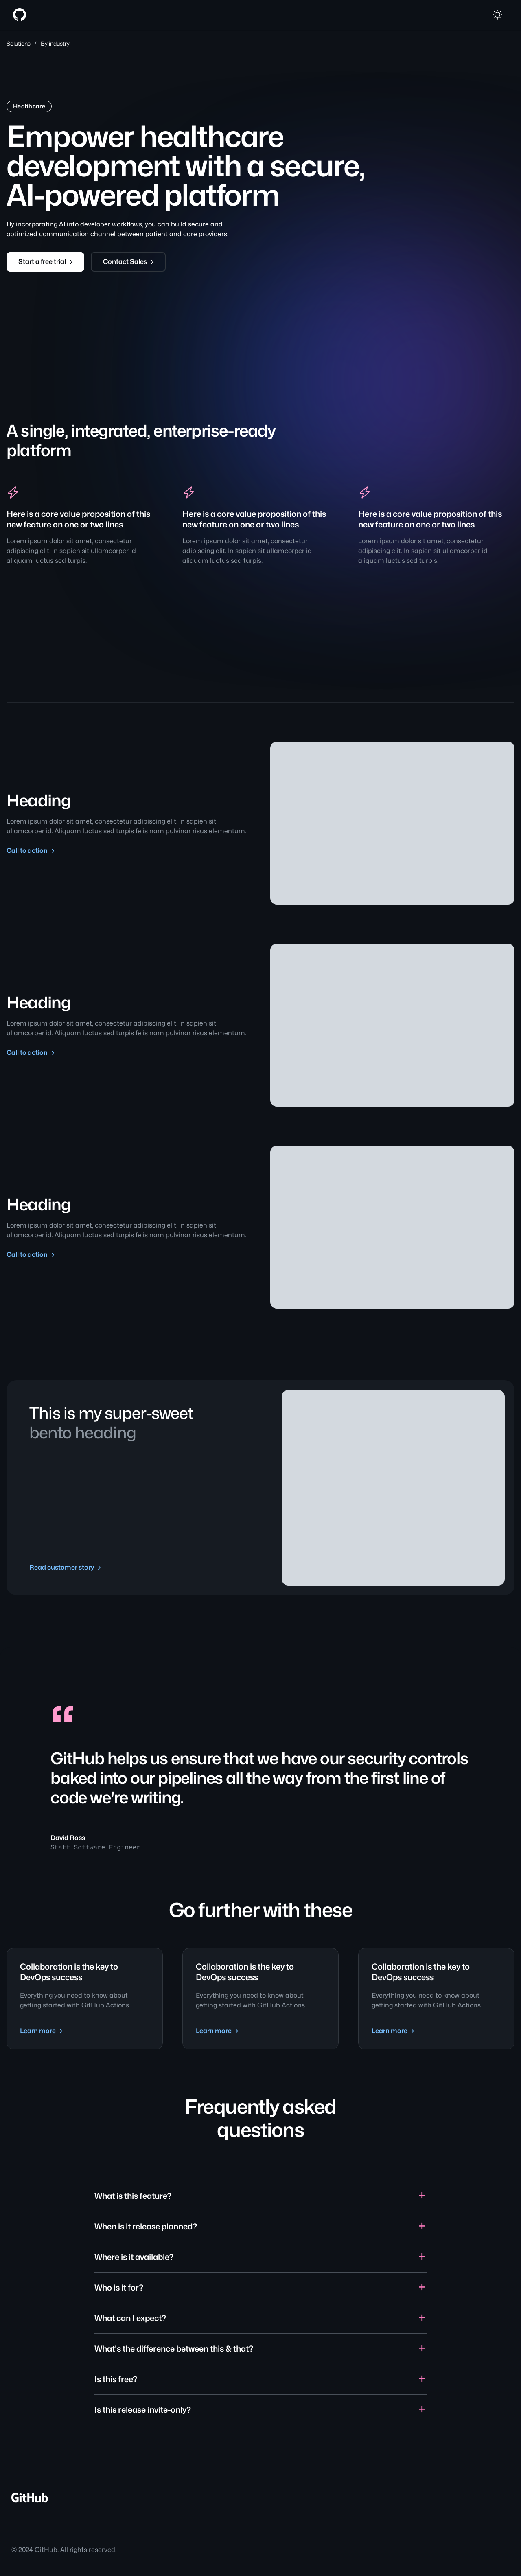 Solutions / By industry
Healthcare
Empower healthcare
development with a secure,
AI-powered platform
By incorporating AI into developer workflows, you can build secure and
optimized communication channel between patient and care providers.
Start a free trial
Contact Sales
A single, integrated, enterprise-ready
platform
Here is a core value proposition of this
new feature on one or two lines
Lorem ipsum dolor sit amet, consectetur
adipiscing elit. In sapien sit ullamcorper id
aliquam luctus sed turpis.
Here is a core value proposition of this
new feature on one or two lines
Lorem ipsum dolor sit amet, consectetur
adipiscing elit. In sapien sit ullamcorper id
aliquam luctus sed turpis.
Here is a core value proposition of this
new feature on one or two lines
Lorem ipsum dolor sit amet, consectetur
adipiscing elit. In sapien sit ullamcorper id
aliquam luctus sed turpis.
Heading
Lorem ipsum dolor sit amet, consectetur adipiscing elit. In sapien sit
ullamcorper id. Aliquam luctus sed turpis felis nam pulvinar risus elementum.
Call to action
Heading
Lorem ipsum dolor sit amet, consectetur adipiscing elit. In sapien sit
ullamcorper id. Aliquam luctus sed turpis felis nam pulvinar risus elementum.
Call to action
Heading
Lorem ipsum dolor sit amet, consectetur adipiscing elit. In sapien sit
ullamcorper id. Aliquam luctus sed turpis felis nam pulvinar risus elementum.
Call to action
This is my super-sweet
bento heading
Read customer story
“
GitHub helps us ensure that we have our security controls
baked into our pipelines all the way from the first line of
code we're writing.
David Ross
Staff Software Engineer
Go further with these
Collaboration is the key to
DevOps success
Everything you need to know about
getting started with GitHub Actions.
Learn more
Collaboration is the key to
DevOps success
Everything you need to know about
getting started with GitHub Actions.
Learn more
Collaboration is the key to
DevOps success
Everything you need to know about
getting started with GitHub Actions.
Learn more
Frequently asked
questions
What is this feature?
When is it release planned?
Where is it available?
Who is it for?
What can I expect?
What's the difference between this & that?
Is this free?
Is this release invite-only?
GitHub
© 2024 GitHub. All rights reserved.